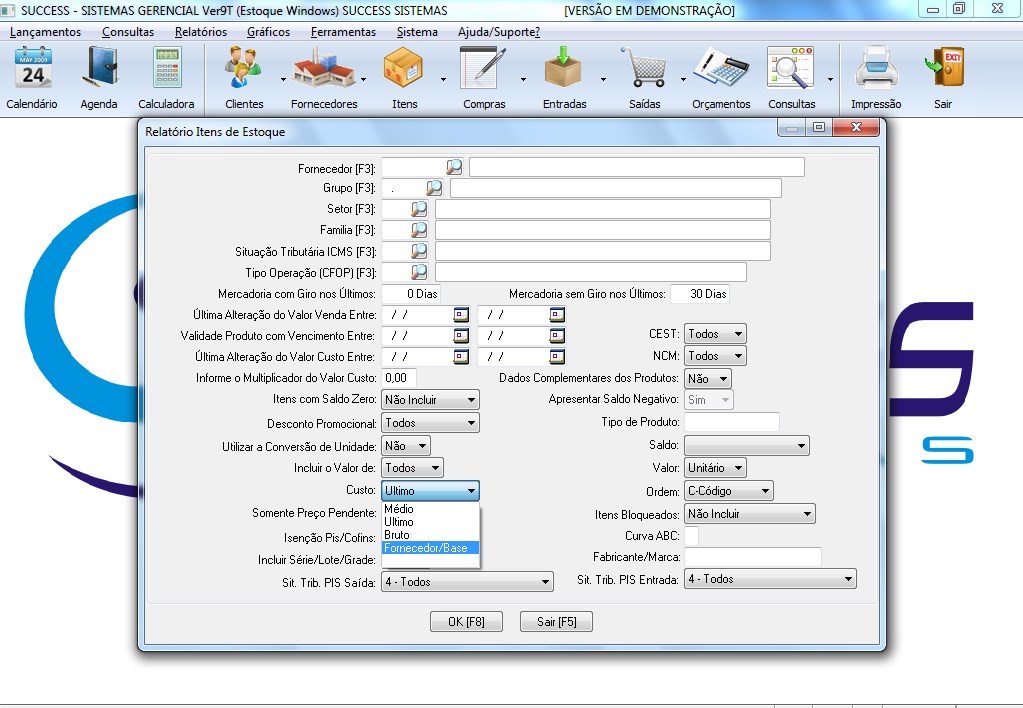 SUCCESS - SISTEMAS GERENCIAL Ver9T (Estoque Windows) SUCCESS SISTEMAS [VERSÃO EM DEMONSTRAÇÃO]
Lançamentos Consultas Relatórios Gráficos Ferramentas Sistema Ajuda/Suporte?
MAY 2009
24
EXIT
Calendário Agenda Calculadora Clientes Fornecedores Itens Compras Entradas Saídas Orçamentos Consultas Impressão Sair
Relatório Itens de Estoque
Fornecedor [F3]:
Grupo [F3]: .
Setor [F3]:
Familia [F3]:
Situação Tributária ICMS [F3]:
Tipo Operação (CFOP) [F3]:
Mercadoria com Giro nos Últimos: 0 Dias Mercadoria sem Giro nos Últimos: 30 Dias
Última Alteração do Valor Venda Entre: / / / /
Validade Produto com Vencimento Entre: / / / / CEST: Todos
Última Alteração do Valor Custo Entre: / / / / NCM: Todos
Informe o Multiplicador do Valor Custo: 0,00 Dados Complementares dos Produtos: Não
Itens com Saldo Zero: Não Incluir Apresentar Saldo Negativo: Sim
Desconto Promocional: Todos Tipo de Produto:
Utilizar a Conversão de Unidade: Não Saldo:
Incluir o Valor de: Todos Valor: Unitário
Custo: Ultimo Ordem: C-Código
Médio
Ultimo
Bruto
Fornecedor/Base
Somente Preço Pendente: Itens Bloqueados: Não Incluir
Isenção Pis/Cofins: Curva ABC:
Incluir Série/Lote/Grade: Fabricante/Marca:
Sit. Trib. PIS Saída: 4 - Todos Sit. Trib. PIS Entrada: 4 - Todos
OK [F8] Sair [F5]